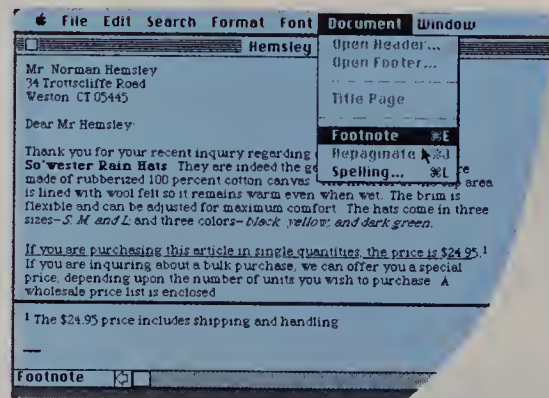 File Edit Search Format Font Document Window
Hemsley
Open Header...
Open Footer...
Title Page
Footnote ⌘E
Repaginate ⌘J
Spelling... ⌘L
Mr Norman Hemsley
34 Trottscliffe Road
Weston CT 05445
Dear Mr Hemsley
Thank you for your recent inquiry regarding
So'wester Rain Hats They are indeed the ge re
made of rubberized 100 percent cotton canvas area
is lined with wool felt so it remains warm even when wet. The brim is
flexible and can be adjusted for maximum comfort The hats come in three
sizes–S, M, and L; and three colors–black, yellow, and dark green.
If you are purchasing this article in single quantities, the price is $24.95.¹
If you are inquiring about a bulk purchase, we can offer you a special
price, depending upon the number of units you wish to purchase A
wholesale price list is enclosed
¹ The $24.95 price includes shipping and handling
Footnote